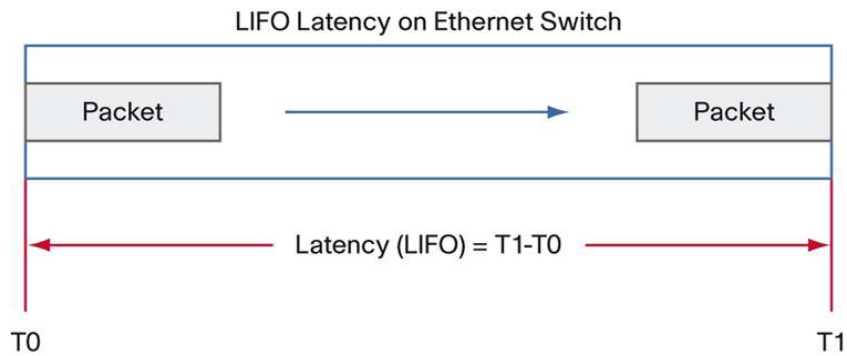 LIFO Latency on Ethernet Switch
Packet Packet
Latency (LIFO) = T1-T0
T0 T1